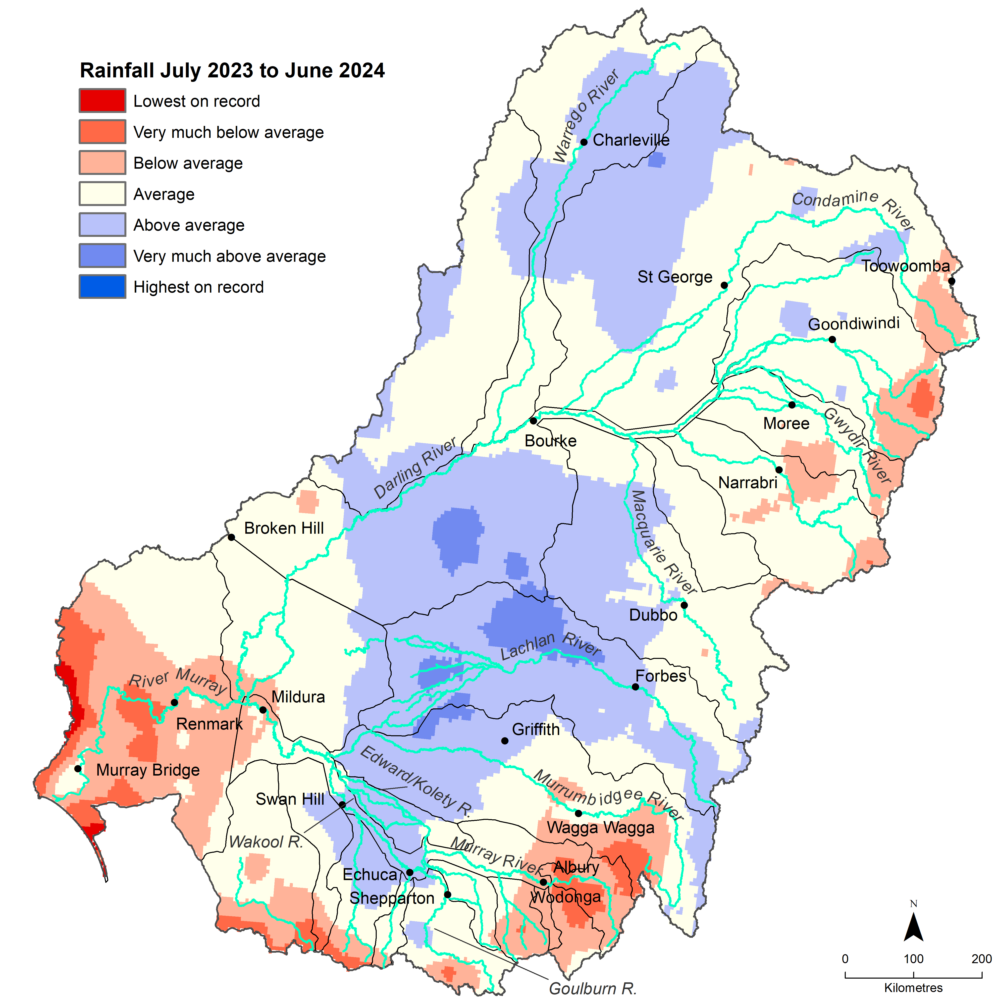 Rainfall July 2023 to June 2024
Lowest on record
Very much below average
Below average
Average
Above average
Very much above average
Highest on record
Warrego River
Charleville
Condamine River
St George
Toowoomba
Goondiwindi
Moree
Gwydir River
Bourke
Darling River
Narrabri
Macquarie River
Broken Hill
Dubbo
Lachlan River
Forbes
River Murray
Mildura
Renmark
Griffith
Murray Bridge
Edward/Kolety R.
Swan Hill
Murrumbidgee River
Wagga Wagga
Wakool R.
Murray River
Albury
Echuca
Shepparton
Wodonga
Goulburn R.
N
0 100 200
Kilometres